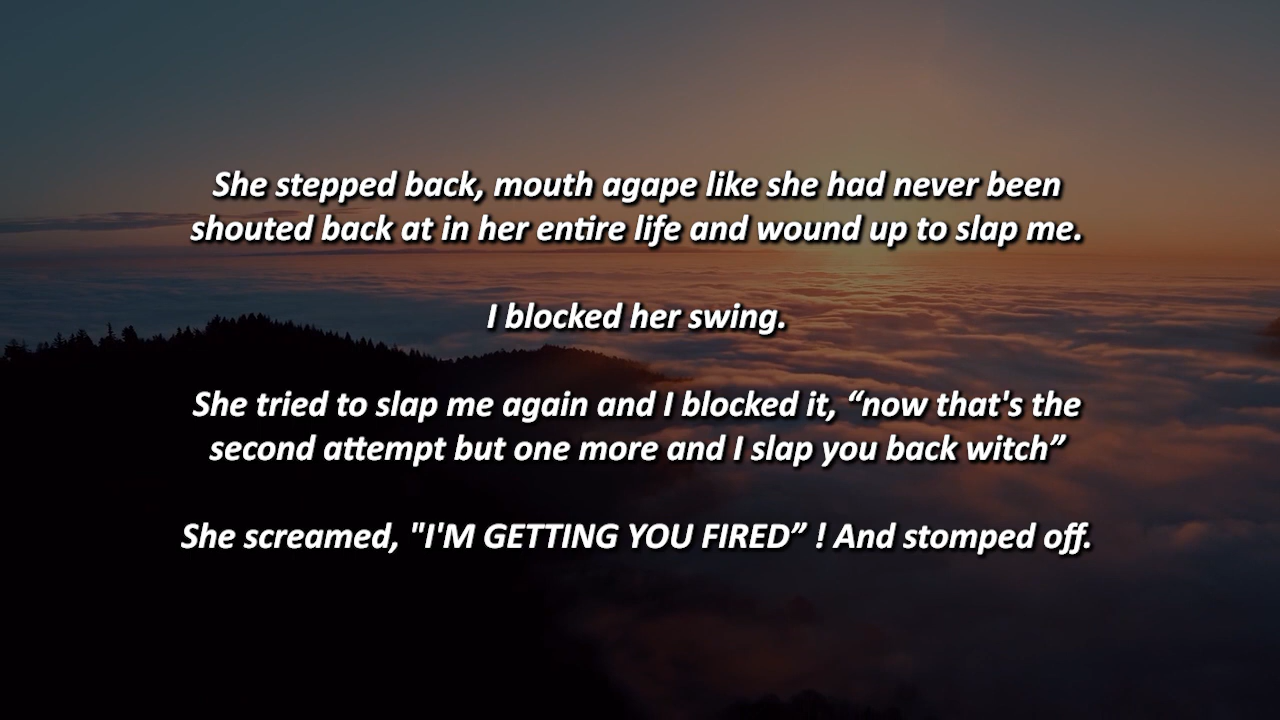 She stepped back, mouth agape like she had never been
shouted back at in her entire life and wound up to slap me.
I blocked her swing.
She tried to slap me again and I blocked it, “now that's the
second attempt but one more and I slap you back witch”
She screamed, "I'M GETTING YOU FIRED” ! And stomped off.